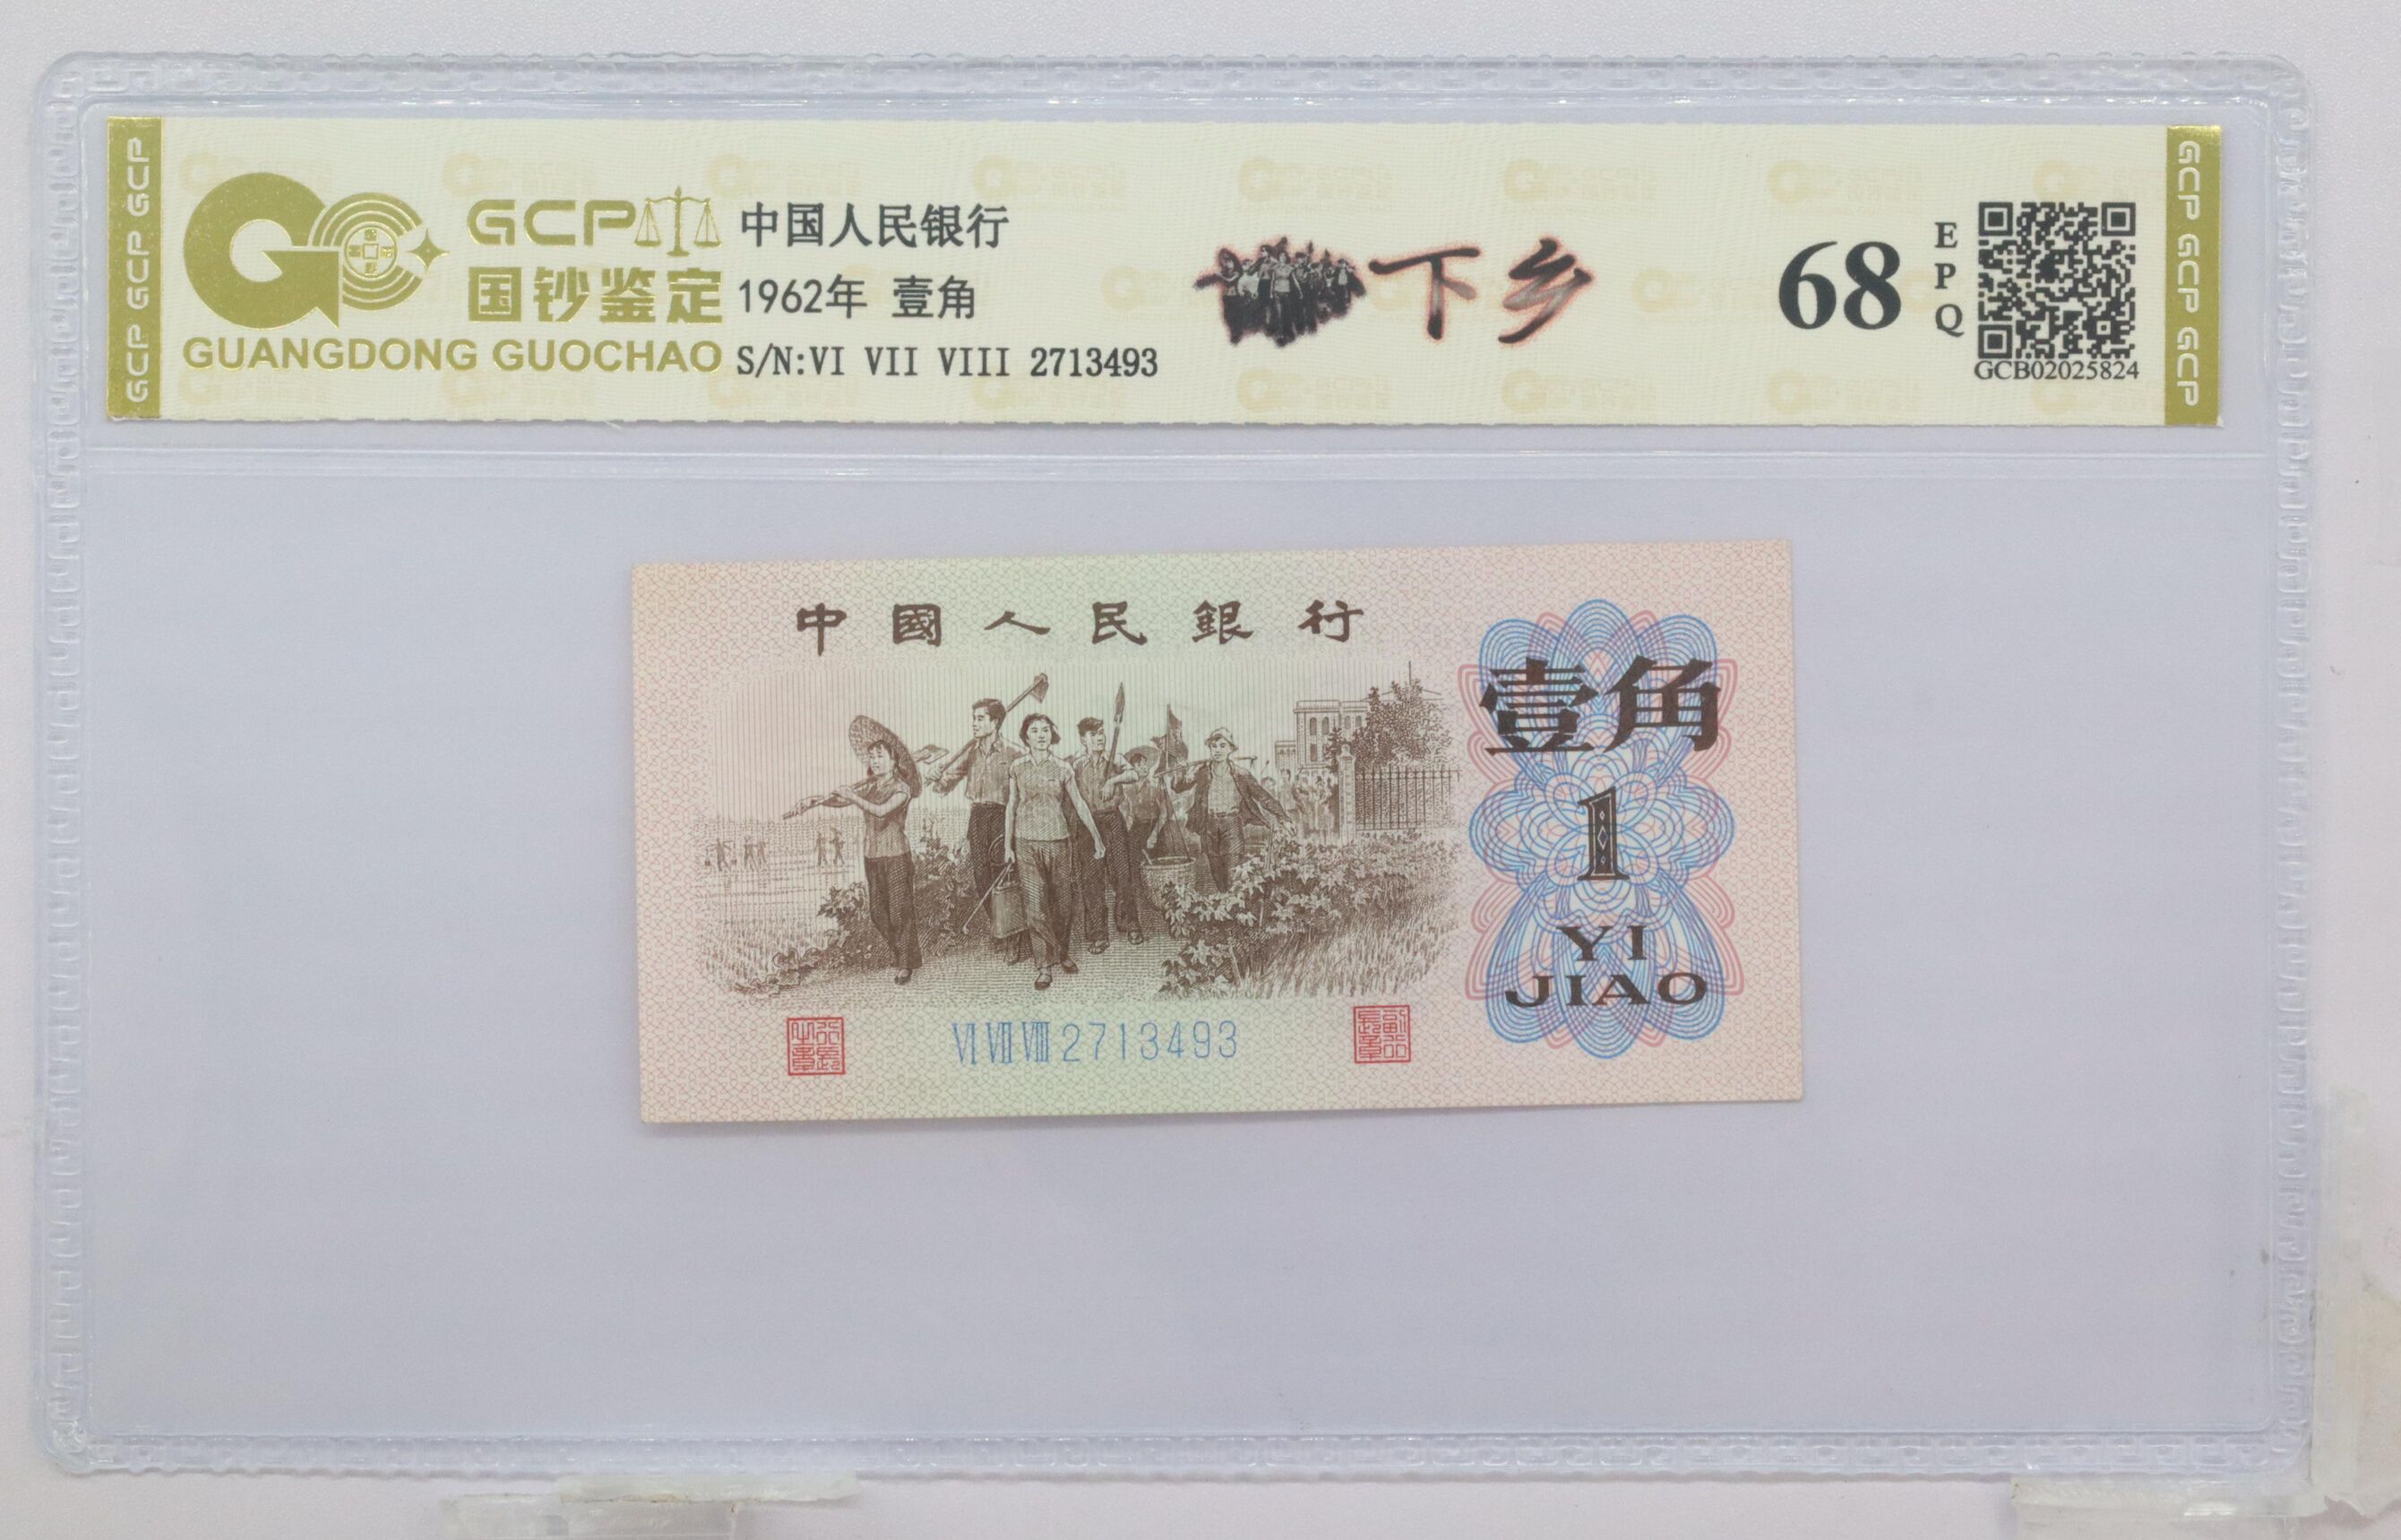 GCP GCP GCP
GCP
国钞鉴定
GUANGDONG GUOCHAO
中国人民银行
1962年 壹角
S/N:VI VII VIII 2713493
下乡
68
EPQ
GCB02025824
GCP GCP GCP
中國人民銀行
壹角
1
YI
JIAO
VI VII VIII 2713493